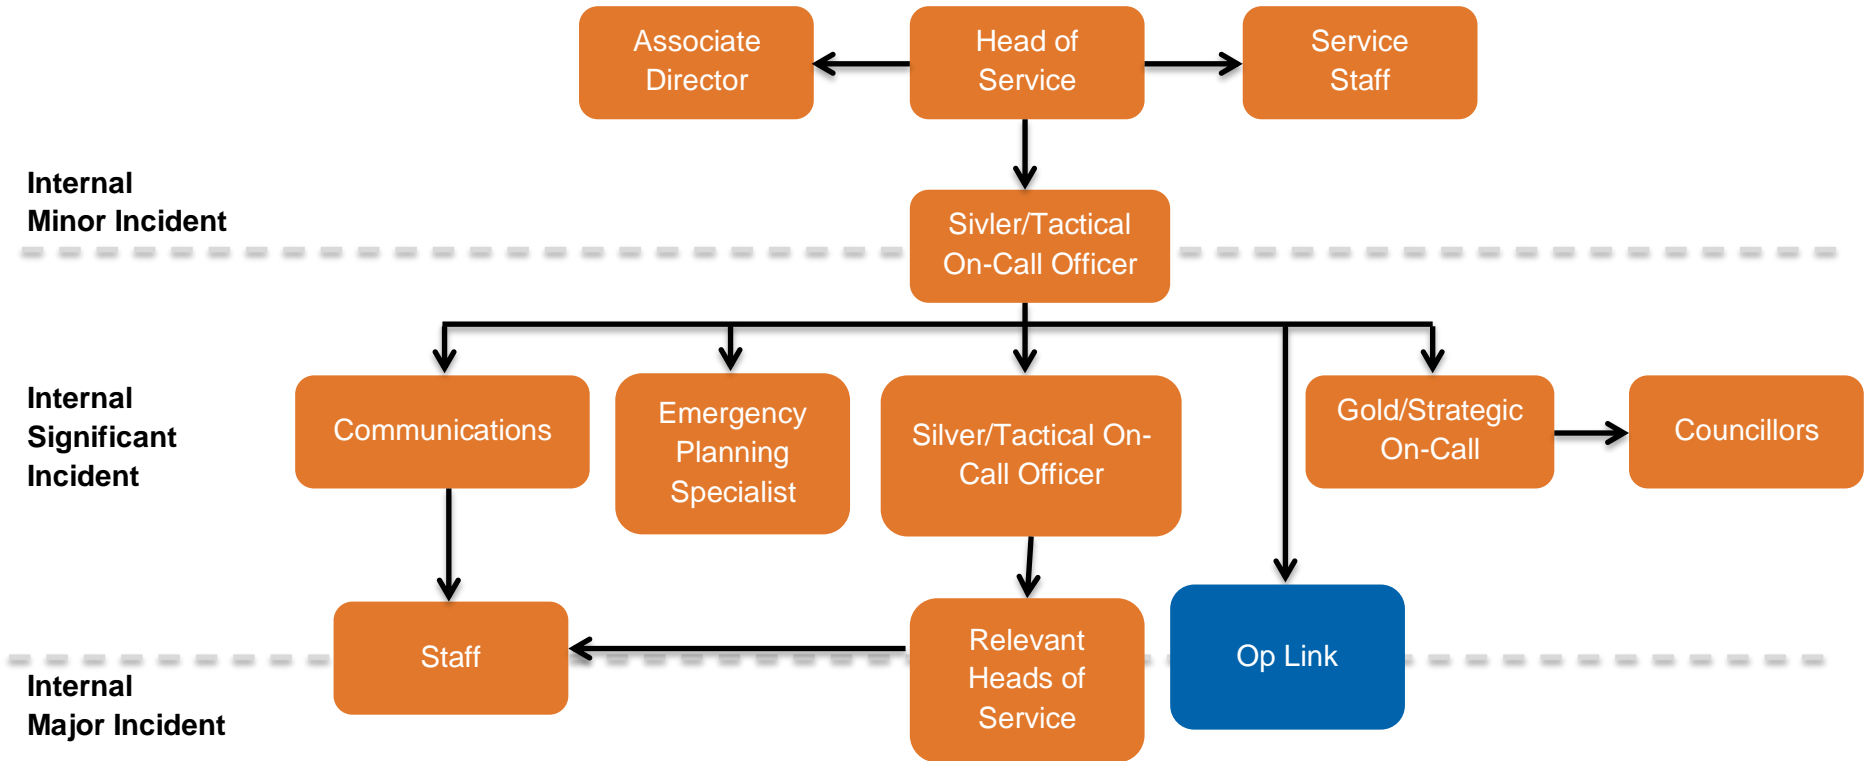 Associate
Director
Head of
Service
Service
Staff
Internal
Minor Incident
Sivler/Tactical
On-Call Officer
Internal
Significant
Incident
Communications
Emergency
Planning
Specialist
Silver/Tactical On-
Call Officer
Gold/Strategic
On-Call
Councillors
Staff
Relevant
Heads of
Service
Op Link
Internal
Major Incident